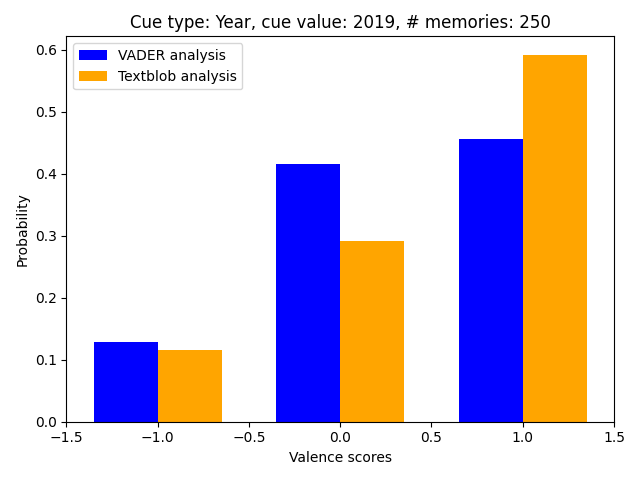 Cue type: Year, cue value: 2019, # memories: 250
VADER analysis
Textblob analysis
Probability
0.6
0.5
0.4
0.3
0.2
0.1
0.0
−1.5 −1.0 −0.5 0.0 0.5 1.0 1.5
Valence scores